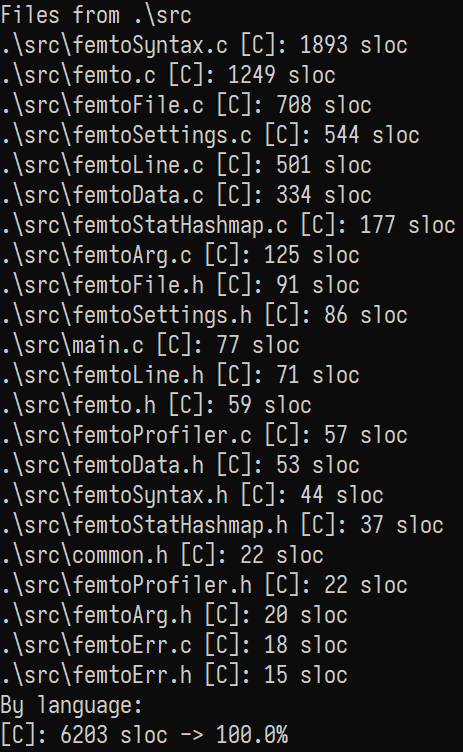 Files from .\src
.\src\femtoSyntax.c [C]: 1893 sloc
.\src\femto.c [C]: 1249 sloc
.\src\femtoFile.c [C]: 708 sloc
.\src\femtoSettings.c [C]: 544 sloc
.\src\femtoLine.c [C]: 501 sloc
.\src\femtoData.c [C]: 334 sloc
.\src\femtoStatHashmap.c [C]: 177 sloc
.\src\femtoArg.c [C]: 125 sloc
.\src\femtoFile.h [C]: 91 sloc
.\src\femtoSettings.h [C]: 86 sloc
.\src\main.c [C]: 77 sloc
.\src\femtoLine.h [C]: 71 sloc
.\src\femto.h [C]: 59 sloc
.\src\femtoProfiler.c [C]: 57 sloc
.\src\femtoData.h [C]: 53 sloc
.\src\femtoSyntax.h [C]: 44 sloc
.\src\femtoStatHashmap.h [C]: 37 sloc
.\src\common.h [C]: 22 sloc
.\src\femtoProfiler.h [C]: 22 sloc
.\src\femtoArg.h [C]: 20 sloc
.\src\femtoErr.c [C]: 18 sloc
.\src\femtoErr.h [C]: 15 sloc
By language:
[C]: 6203 sloc -> 100.0%